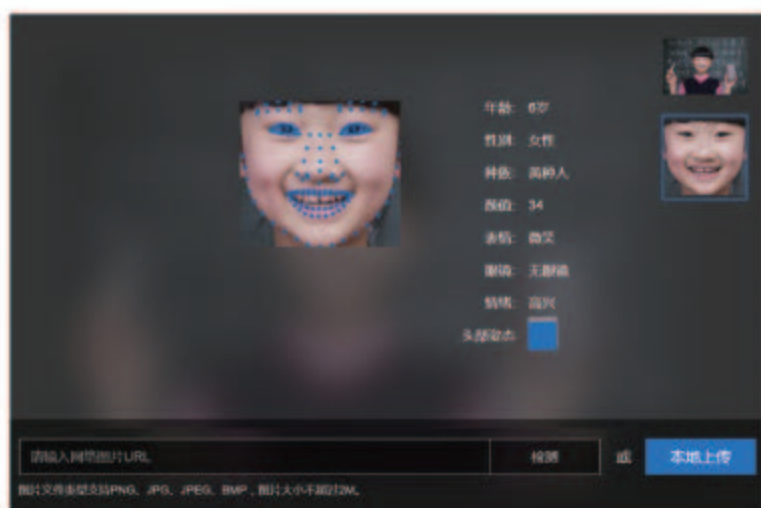 年龄: 6岁
性别: 女性
种族: 黄种人
颜值: 34
表情: 微笑
眼镜: 无眼镜
情绪: 高兴
头部姿态:
请输入网络图片URL
检测
或
本地上传
图片文件类型支持PNG、JPG、JPEG、BMP，图片大小不超过2M。